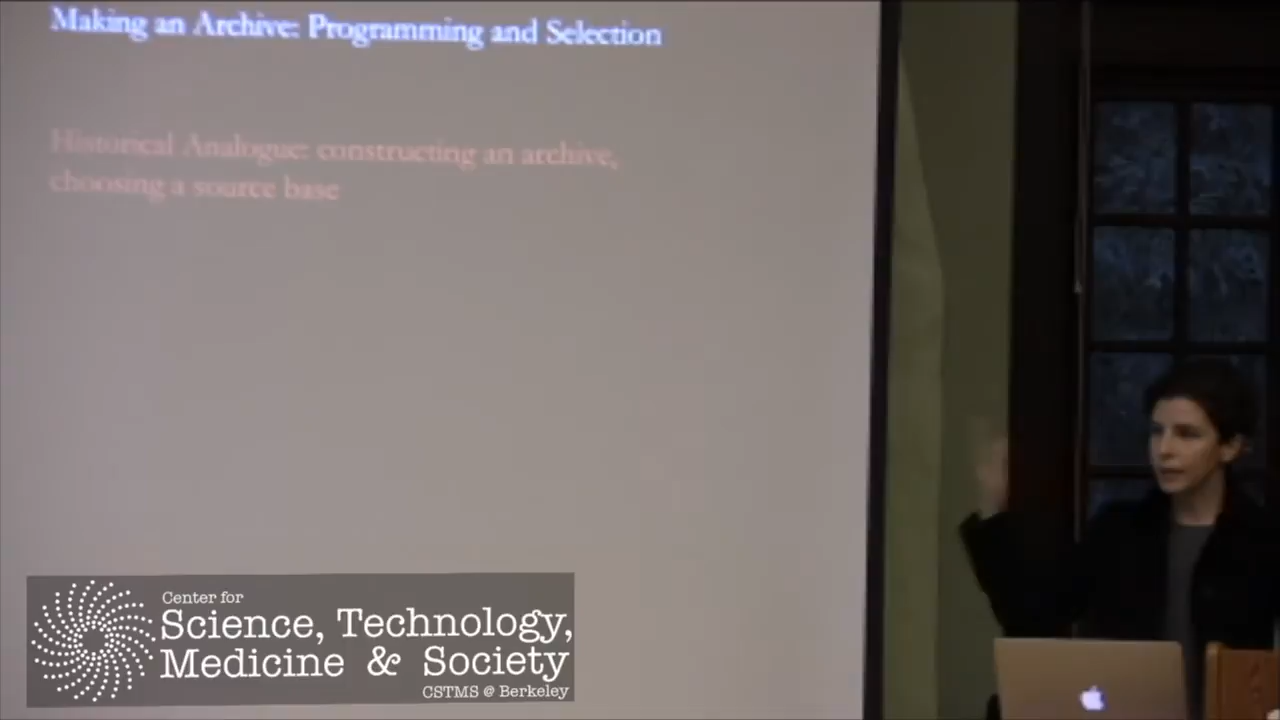 Making an Archive: Programming and Selection
Historical Analogue: constructing an archive,
choosing a source base
Center for
Science, Technology,
Medicine & Society
CSTMS @ Berkeley